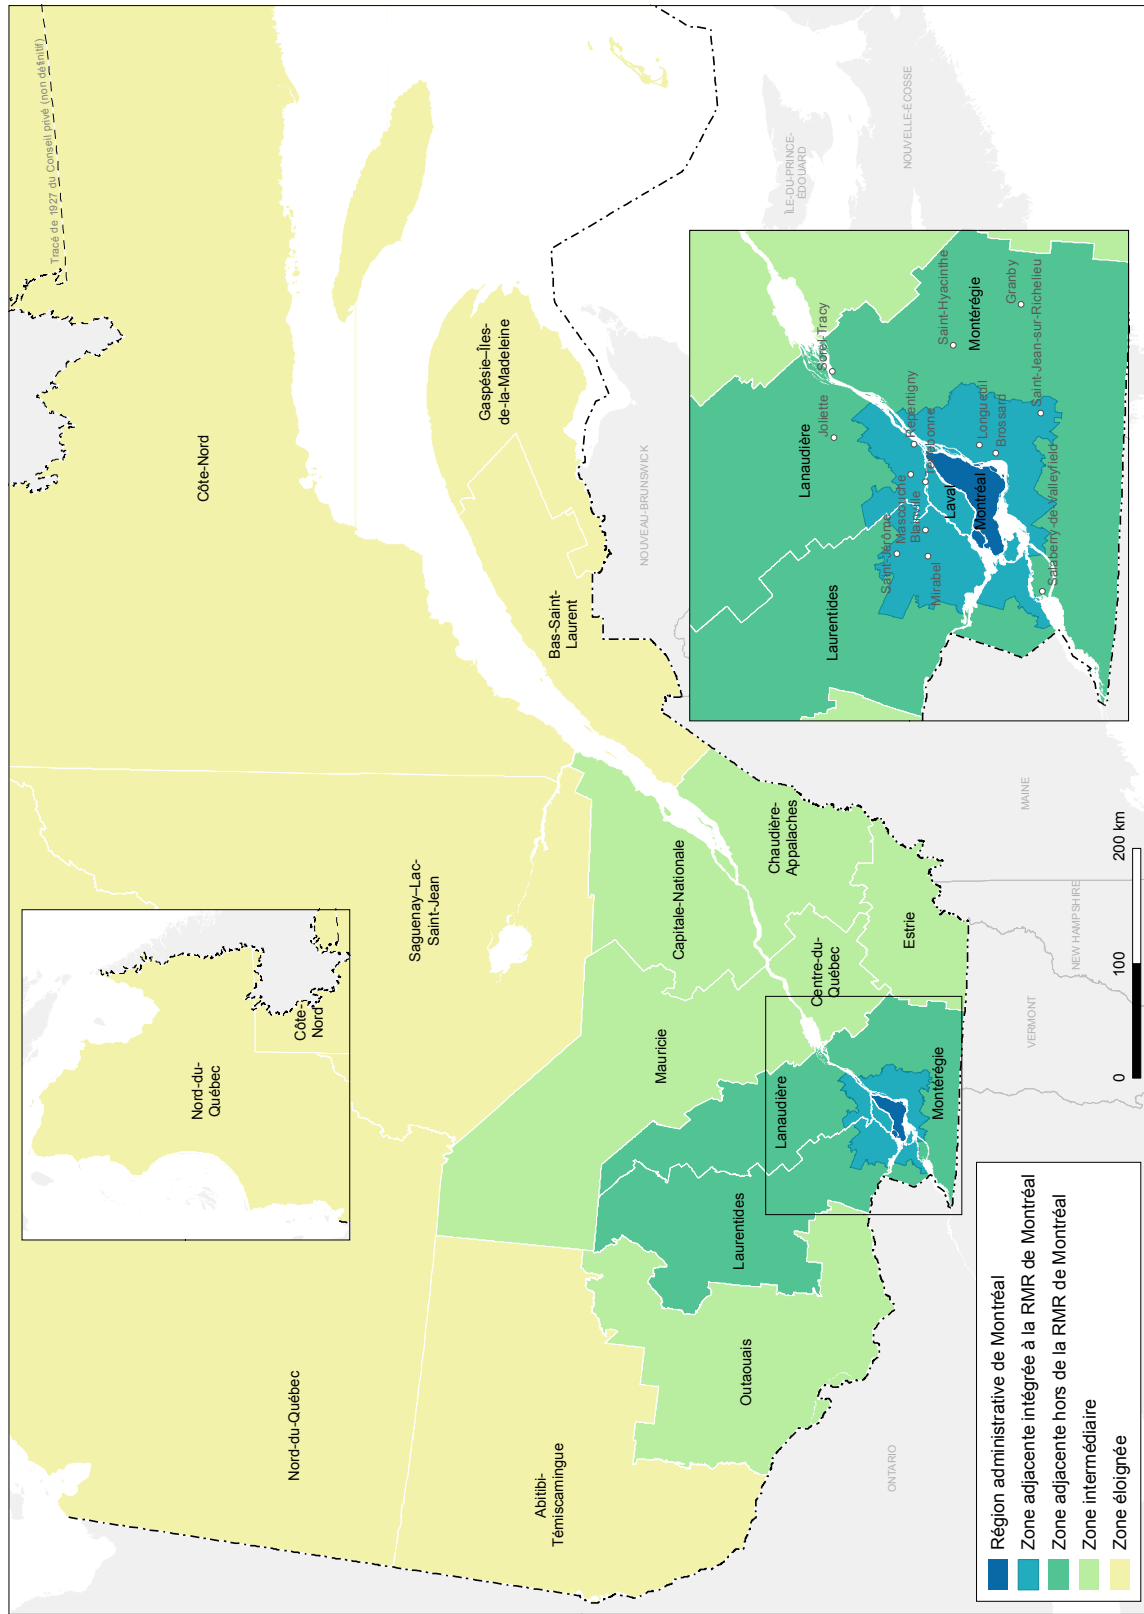 Tracé de 1927 du Conseil privé (non définitif)
Côte-Nord
Nord-du-Québec
Nord-du-
Québec
Côte-
Nord
Saguenay–Lac-
Saint-Jean
Abitibi-
Témiscamingue
Gaspésie–Îles-
de-la-Madeleine
Bas-Saint-
Laurent
Capitale-Nationale
Mauricie
Chaudière-
Appalaches
Centre-du-
Québec
Estrie
Lanaudière
Laurentides
Outaouais
Montérégie
ONTARIO
VERMONT
NEW HAMPSHIRE
MAINE
NOUVEAU-BRUNSWICK
ÎLE-DU-PRINCE-
ÉDOUARD
NOUVELLE-ÉCOSSE
Lanaudière
Laurentides
Montérégie
Laval
Montréal
Joliette
Sorel-Tracy
Saint-Hyacinthe
Granby
Saint-Jean-sur-Richelieu
Repentigny
Terrebonne
Longueuil
Brossard
Saint-Jérôme
Mascouche
Blainville
Mirabel
Salaberry-de-Valleyfield
0 100 200 km
Région administrative de Montréal
Zone adjacente intégrée à la RMR de Montréal
Zone adjacente hors de la RMR de Montréal
Zone intermédiaire
Zone éloignée